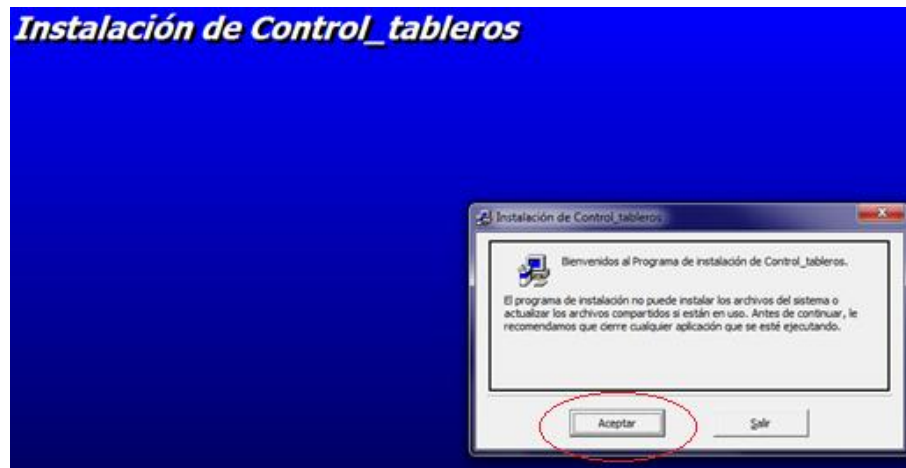 Instalación de Control_tableros
Instalación de Control_tableros
Bienvenidos al Programa de instalación de Control_tableros.
El programa de instalación no puede instalar los archivos del sistema o
actualizar los archivos compartidos si están en uso. Antes de continuar, le
recomendamos que cierre cualquier aplicación que se esté ejecutando.
Aceptar Salir